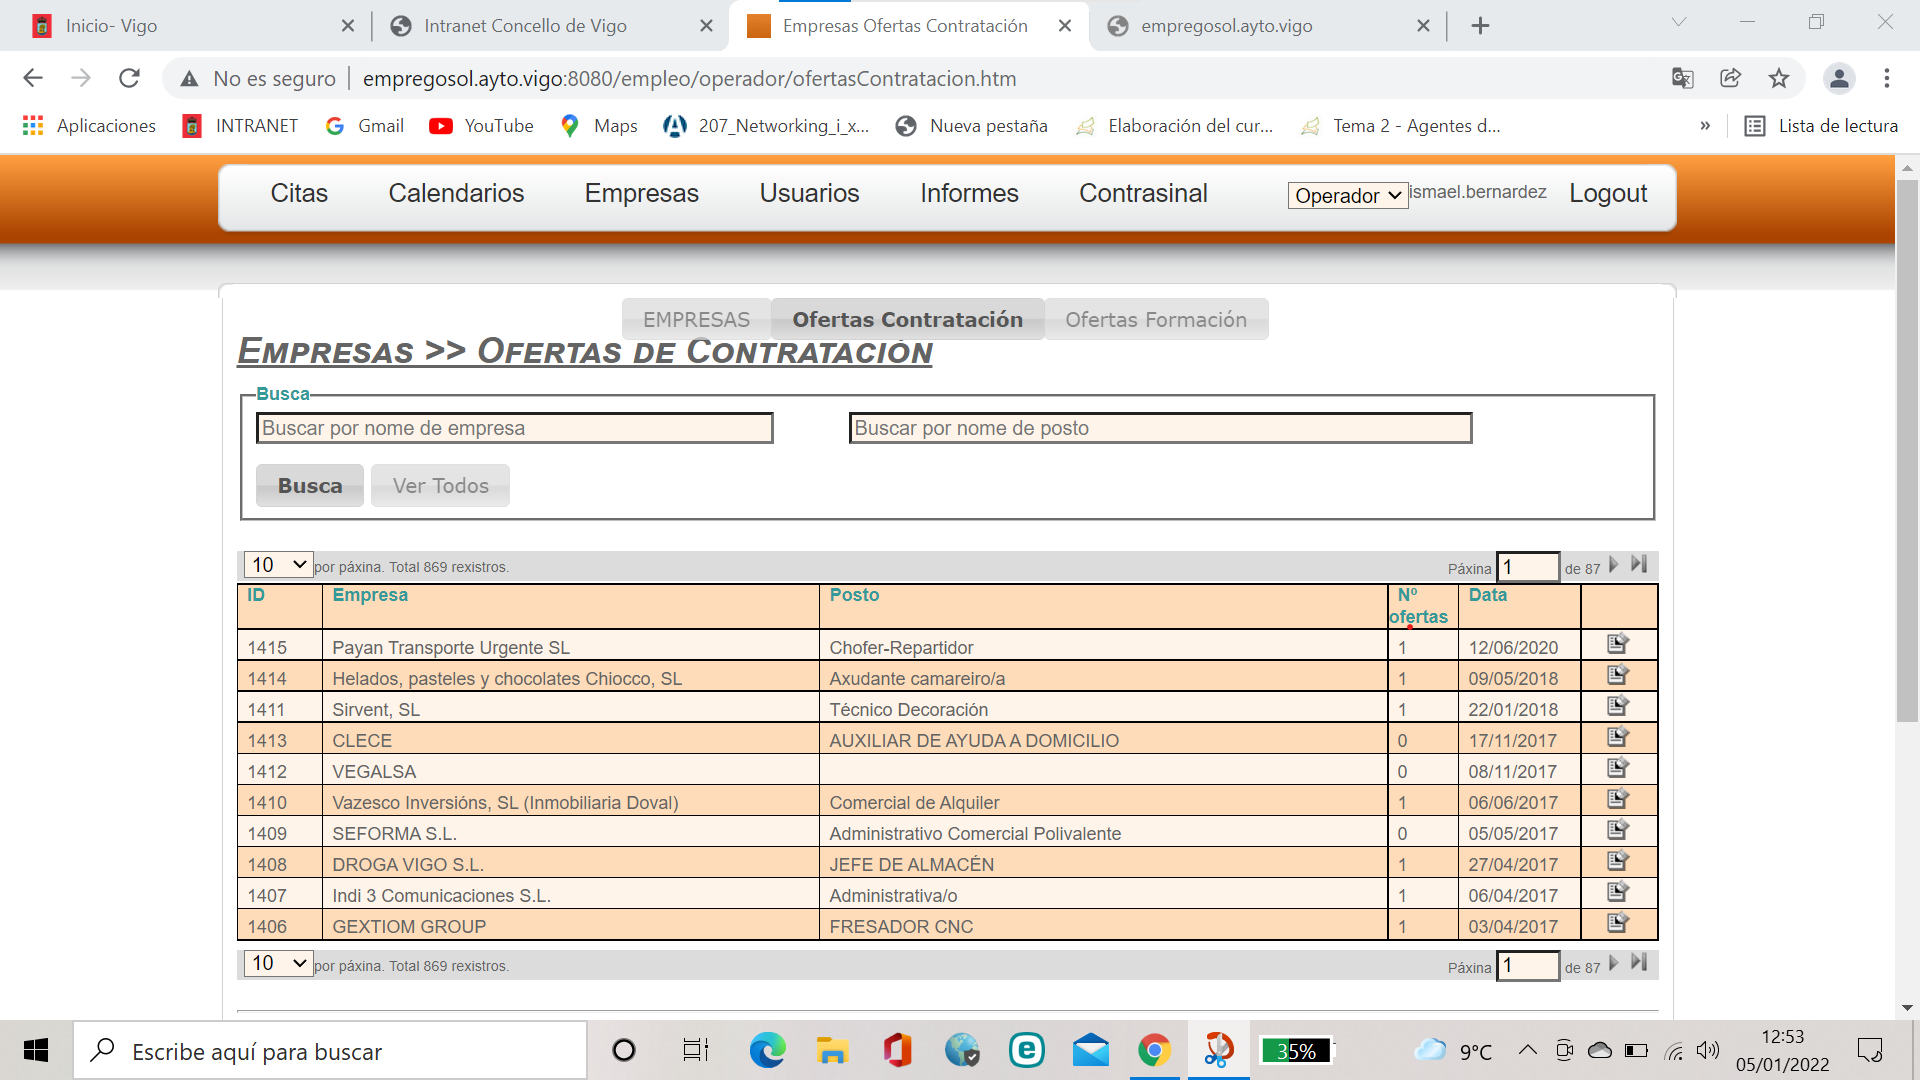 Inicio- Vigo
Intranet Concello de Vigo
Empresas Ofertas Contratación
empregosol.ayto.vigo
No es seguro
empregosol.ayto.vigo:8080/empleo/operador/ofertasContratacion.htm
Aplicaciones
INTRANET
Gmail
YouTube
Maps
207_Networking_i_x...
Nueva pestaña
Elaboración del cur...
Tema 2 - Agentes d...
»
Lista de lectura
Citas
Calendarios
Empresas
Usuarios
Informes
Contrasinal
Operador
ismael.bernardez
Logout
EMPRESAS
Ofertas Contratación
Ofertas Formación
Empresas >> Ofertas de Contratación
Busca
Buscar por nome de empresa
Buscar por nome de posto
Busca
Ver Todos
10 por páxina. Total 869 rexistros.
Páxina 1 de 87
ID Empresa Posto Nº ofertas Data
1415 Payan Transporte Urgente SL Chofer-Repartidor 1 12/06/2020
1414 Helados, pasteles y chocolates Chiocco, SL Axudante camareiro/a 1 09/05/2018
1411 Sirvent, SL Técnico Decoración 1 22/01/2018
1413 CLECE AUXILIAR DE AYUDA A DOMICILIO 0 17/11/2017
1412 VEGALSA 0 08/11/2017
1410 Vazesco Inversións, SL (Inmobiliaria Doval) Comercial de Alquiler 1 06/06/2017
1409 SEFORMA S.L. Administrativo Comercial Polivalente 0 05/05/2017
1408 DROGA VIGO S.L. JEFE DE ALMACÉN 1 27/04/2017
1407 Indi 3 Comunicaciones S.L. Administrativa/o 1 06/04/2017
1406 GEXTIOM GROUP FRESADOR CNC 1 03/04/2017
10 por páxina. Total 869 rexistros.
Páxina 1 de 87
Escribe aquí para buscar
35%
9°C
12:53
05/01/2022